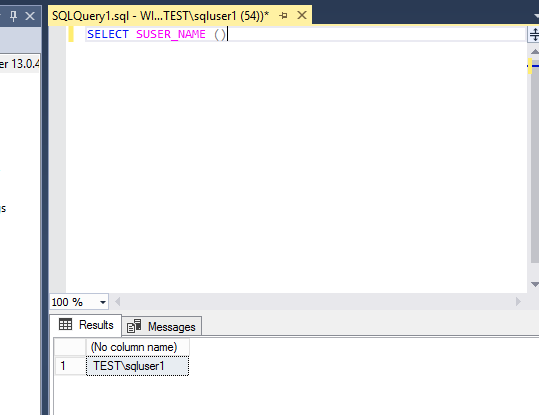 SQLQuery1.sql - WI...TEST\sqluser1 (54))*
SELECT SUSER_NAME ()
er 13.0.4
s
100 %
Results
Messages
(No column name)
1 TEST\sqluser1